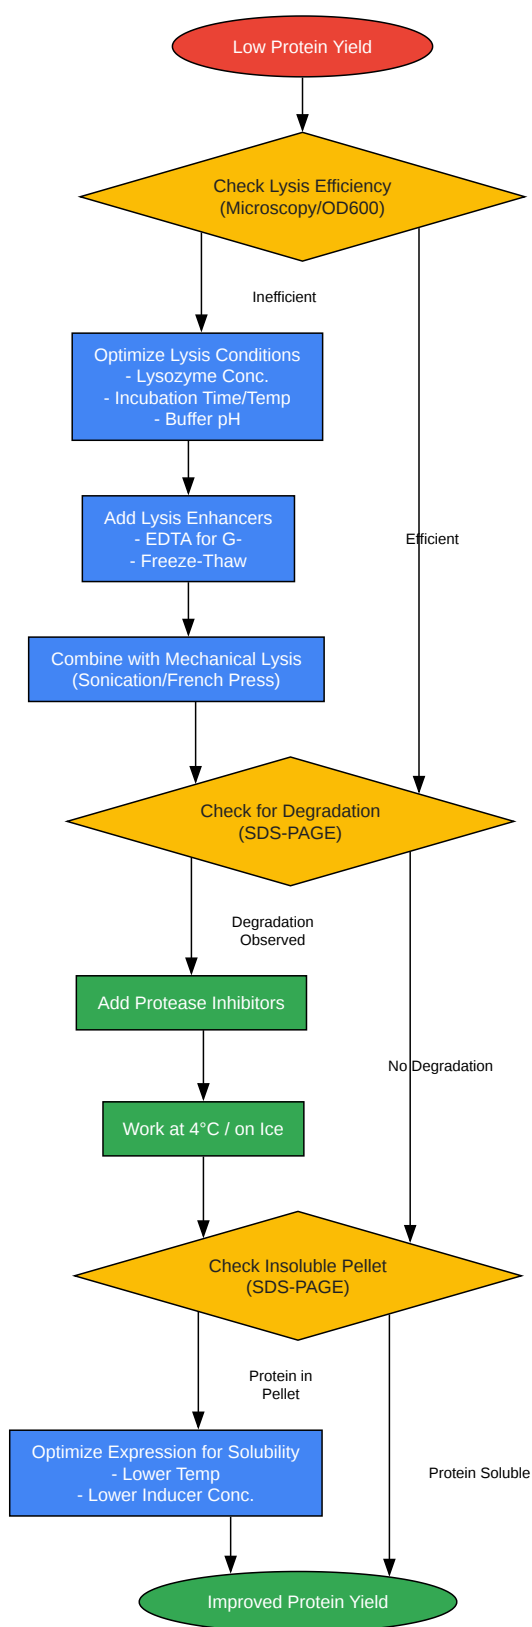 Low Protein Yield
Check Lysis Efficiency
(Microscopy/OD600)
Inefficient
Optimize Lysis Conditions
- Lysozyme Conc.
- Incubation Time/Temp
- Buffer pH
Add Lysis Enhancers
- EDTA for G-
- Freeze-Thaw
Efficient
Combine with Mechanical Lysis
(Sonication/French Press)
Check for Degradation
(SDS-PAGE)
Degradation
Observed
Add Protease Inhibitors
No Degradation
Work at 4°C / on Ice
Check Insoluble Pellet
(SDS-PAGE)
Protein in
Pellet
Optimize Expression for Solubility
- Lower Temp
- Lower Inducer Conc.
Protein Soluble
Improved Protein Yield